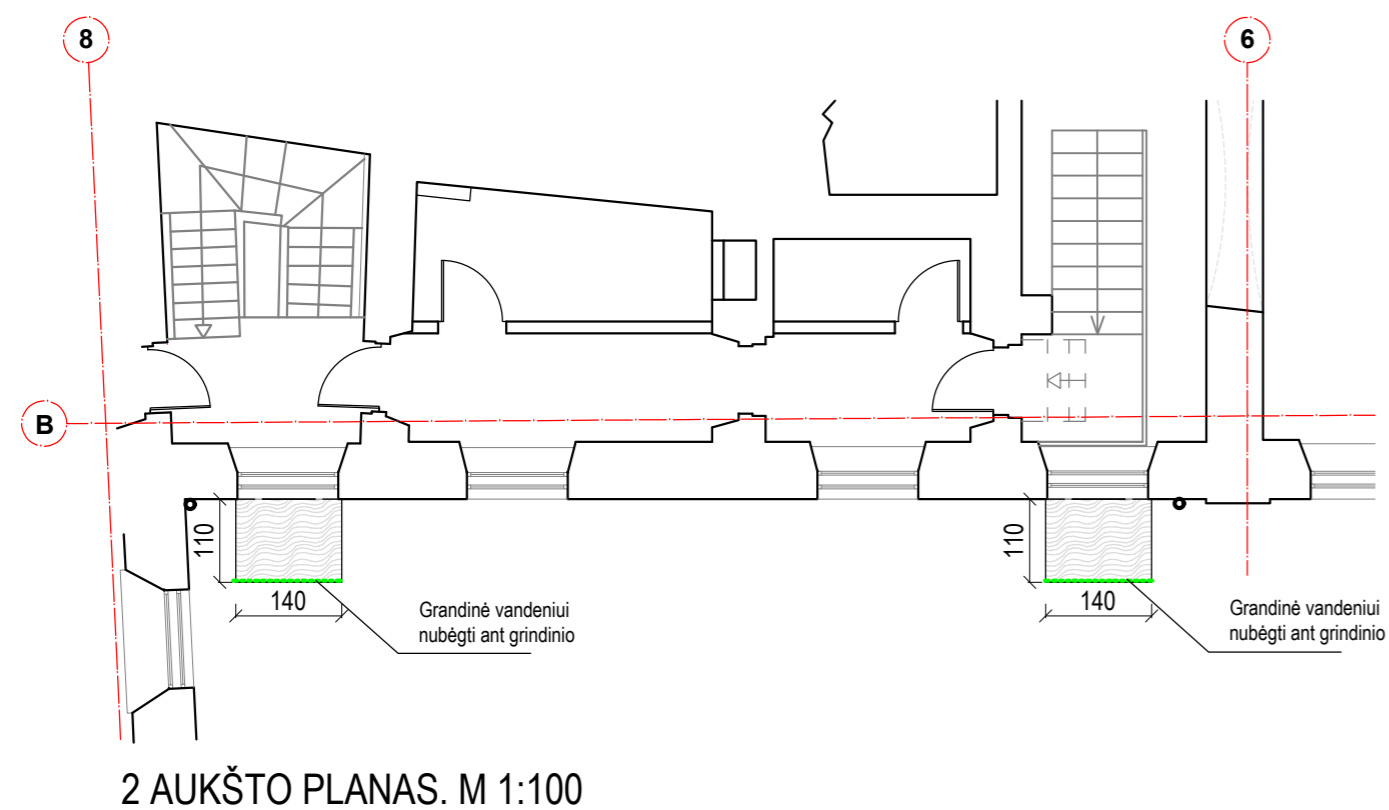 8
6
B
110
140
Grandinė vandeniui
nubėgti ant grindinio
110
140
Grandinė vandeniui
nubėgti ant grindinio
2 AUKŠTO PLANAS. M 1:100